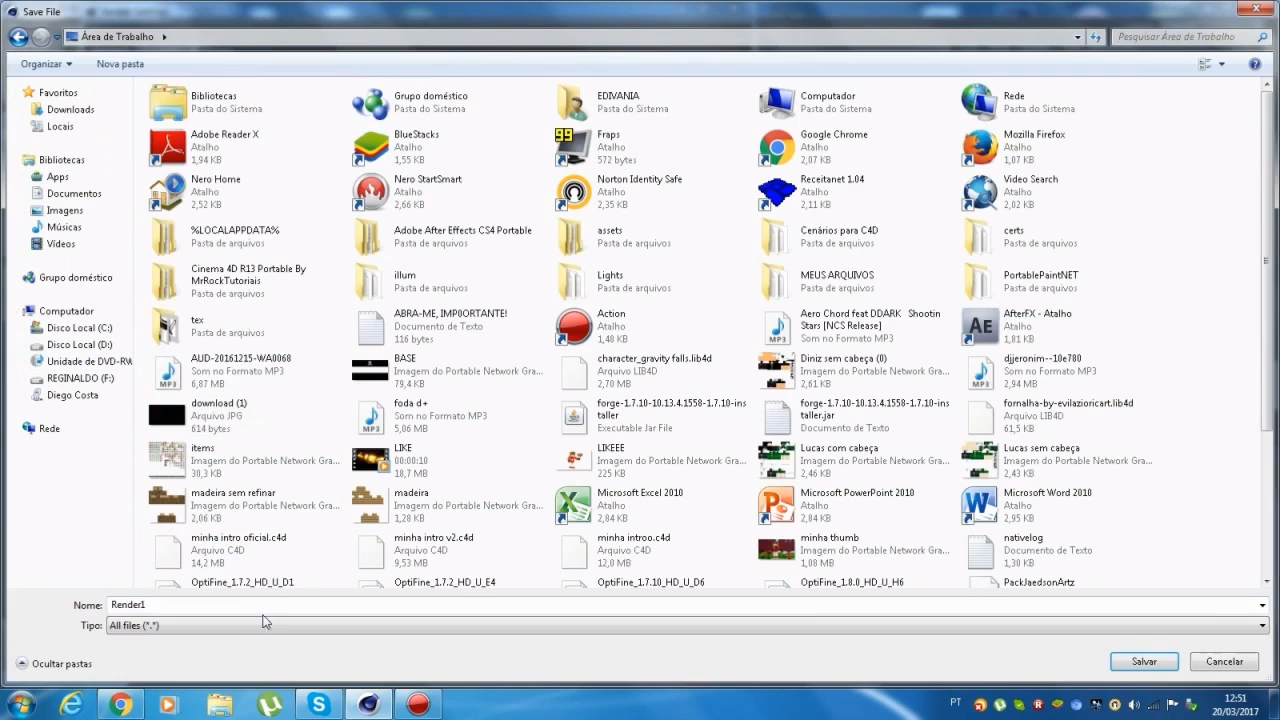 Save File
Área de Trabalho
Pesquisar Área de Trabalho
Organizar
Nova pasta
Favoritos
Downloads
Locais
Bibliotecas
Apps
Documentos
Imagens
Músicas
Vídeos
Grupo doméstico
Computador
Disco Local (C:)
Disco Local (D:)
Unidade de DVD-RW
REGINALDO (F:)
Diego Costa
Rede
Bibliotecas
Pasta do Sistema
Grupo doméstico
Pasta do Sistema
EDIVANIA
Pasta do Sistema
Computador
Pasta do Sistema
Rede
Pasta do Sistema
Adobe Reader X
Atalho
1,94 KB
BlueStacks
Atalho
1,55 KB
99
Fraps
Atalho
572 bytes
Google Chrome
Atalho
2,07 KB
Mozilla Firefox
Atalho
1,07 KB
Nero Home
Atalho
2,52 KB
Nero StartSmart
Atalho
2,66 KB
Norton Identity Safe
Atalho
2,35 KB
Receitanet 1.04
Atalho
2,11 KB
Video Search
Atalho
2,02 KB
%LOCALAPPDATA%
Pasta de arquivos
Adobe After Effects CS4 Portable
Pasta de arquivos
assets
Pasta de arquivos
Cenários para C4D
Pasta de arquivos
certs
Pasta de arquivos
Cinema 4D R13 Portable By
MrRockTutoriais
Pasta de arquivos
illum
Pasta de arquivos
Lights
Pasta de arquivos
MEUS ARQUIVOS
Pasta de arquivos
PortablePaintNET
Pasta de arquivos
tex
Pasta de arquivos
ABRA-ME, IMP0ORTANTE!
Documento de Texto
116 bytes
Action
Atalho
1,48 KB
MP3
Aero Chord feat DDARK Shootin
Stars [NCS Release]
Som no Formato MP3
AE
AfterFX - Atalho
Atalho
1,81 KB
MP3
AUD-20161215-WA0068
Som no Formato MP3
6,87 MB
BASE
Imagem do Portable Network Gra...
79,4 KB
character_gravity falls.lib4d
Arquivo LIB4D
2,70 MB
Diniz sem cabeça (0)
Imagem do Portable Network Gra...
2,61 KB
MP3
djjeronim--10e780
Som no Formato MP3
2,94 MB
download (1)
Arquivo JPG
614 bytes
MP3
foda d+
Som no Formato MP3
5,06 MB
forge-1.7.10-10.13.4.1558-1.7.10-ins
taller
Executable Jar File
forge-1.7.10-10.13.4.1558-1.7.10-ins
taller.jar
Documento de Texto
fornalha-by-evilazioricart.lib4d
Arquivo LIB4D
61,5 KB
items
Imagem do Portable Network Gra...
30,3 KB
LIKE
00:00:10
10,7 MB
LIKEEE
Imagem do Portable Network Gra...
225 KB
Lucas com cabeça
Imagem do Portable Network Gra...
2,46 KB
Lucas sem cabeça
Imagem do Portable Network Gra...
2,43 KB
madeira sem refinar
Imagem do Portable Network Gra...
2,06 KB
madeira
Imagem do Portable Network Gra...
1,28 KB
Microsoft Excel 2010
Atalho
2,84 KB
Microsoft PowerPoint 2010
Atalho
2,84 KB
Microsoft Word 2010
Atalho
2,95 KB
minha intro oficial.c4d
Arquivo C4D
14,2 MB
minha intro v2.c4d
Arquivo C4D
9,53 MB
minha introo.c4d
Arquivo C4D
12,0 MB
minha thumb
Imagem do Portable Network Gra...
1,08 MB
nativelog
Documento de Texto
1,30 KB
OptiFine_1.7.2_HD_U_D1
OptiFine_1.7.2_HD_U_E4
OptiFine_1.7.10_HD_U_D6
OptiFine_1.8.0_HD_U_H6
PackJaedsonArtz
Nome: Render1
Tipo: All files (*.*)
Ocultar pastas
Salvar
Cancelar
PT
12:51
20/03/2017